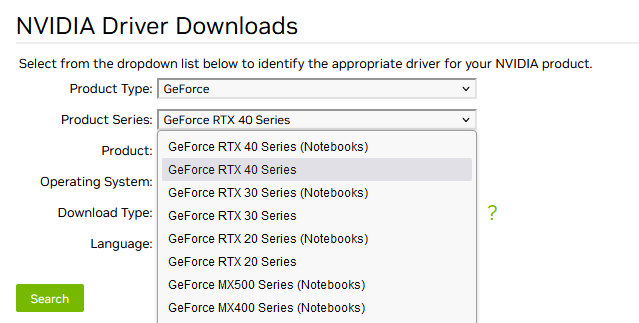 NVIDIA Driver Downloads
Select from the dropdown list below to identify the appropriate driver for your NVIDIA product.
Product Type: GeForce
Product Series: GeForce RTX 40 Series
Product:
Operating System:
Download Type:
Language:
GeForce RTX 40 Series (Notebooks)
GeForce RTX 40 Series
GeForce RTX 30 Series (Notebooks)
GeForce RTX 30 Series
GeForce RTX 20 Series (Notebooks)
GeForce RTX 20 Series
GeForce MX500 Series (Notebooks)
GeForce MX400 Series (Notebooks)
?
Search